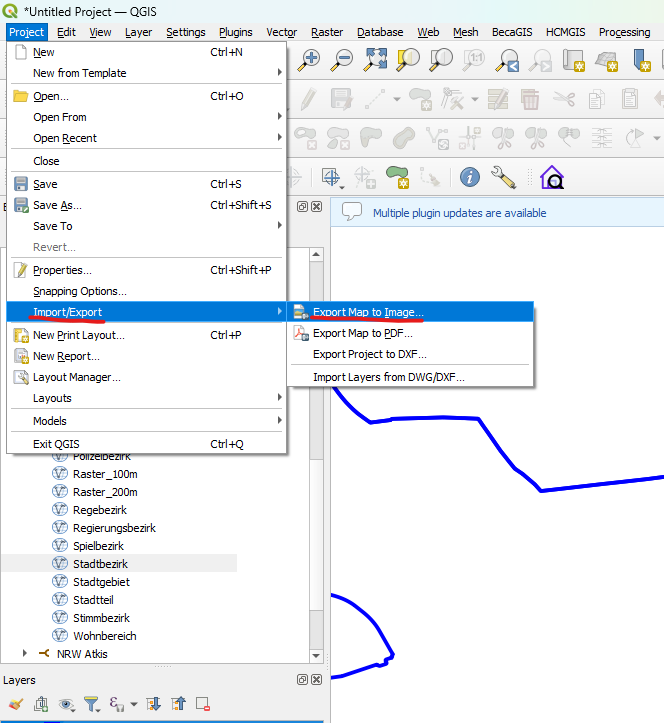 *Untitled Project — QGIS
Project Edit View Layer Settings Plugins Vector Raster Database Web Mesh BecaGIS HCMGIS Processing
New Ctrl+N
New from Template
Open... Ctrl+O
Open From
Open Recent
Close
Save Ctrl+S
Save As... Ctrl+Shift+S
Save To
Revert...
Properties... Ctrl+Shift+P
Snapping Options...
Import/Export
New Print Layout... Ctrl+P
New Report...
Layout Manager...
Layouts
Models
Exit QGIS Ctrl+Q
Export Map to Image...
Export Map to PDF...
Export Project to DXF...
Import Layers from DWG/DXF...
1:1
Multiple plugin updates are available
Polizeibezirk
Raster_100m
Raster_200m
Regebezirk
Regierungsbezirk
Spielbezirk
Stadtbezirk
Stadtgebiet
Stadtteil
Stimmbezirk
Wohnbereich
NRW Atkis
Layers